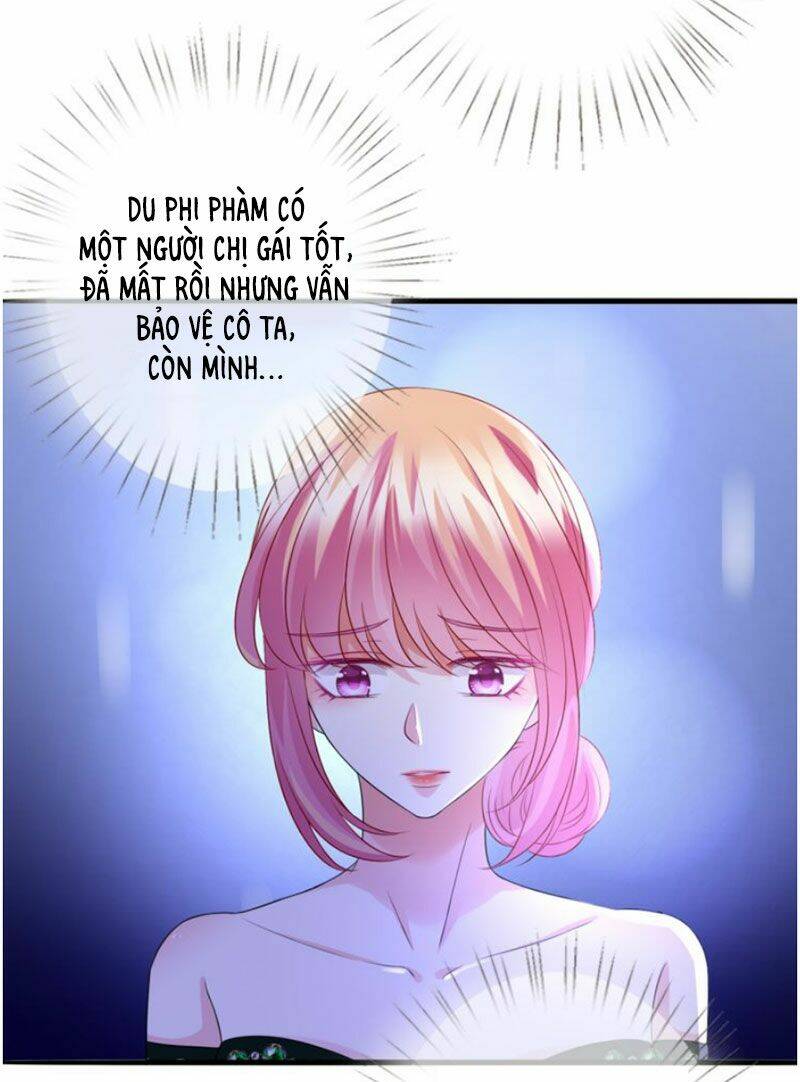 DU PHI PHÀM CÓ
MỘT NGƯỜI CHỊ GÁI TỐT,
ĐÃ MẤT RỒI NHƯNG VẪN
BẢO VỆ CÔ TA,
CÒN MÌNH...